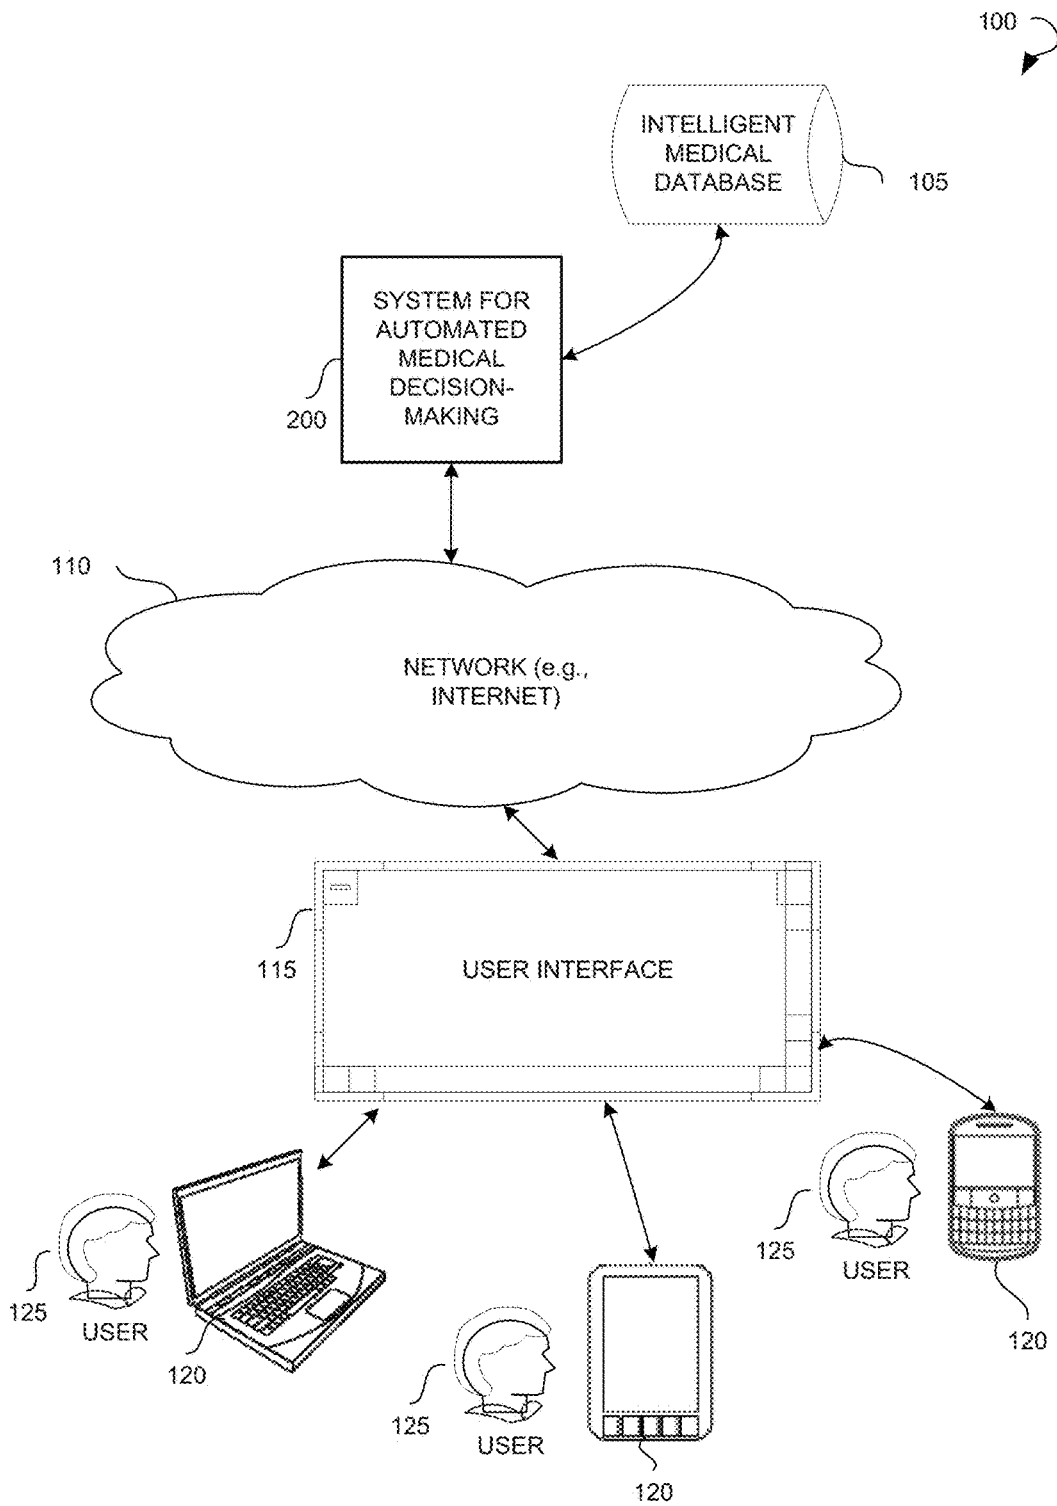 100
INTELLIGENT
MEDICAL
DATABASE
105
SYSTEM FOR
AUTOMATED
MEDICAL
DECISION-
MAKING
200
110
NETWORK (e.g.,
INTERNET)
115
USER INTERFACE
125
USER
120
125
USER
120
125
USER
120